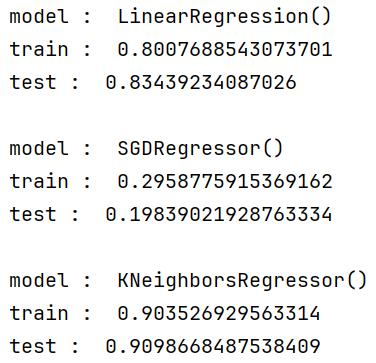 model :  LinearRegression()
train :  0.8007688543073701
test :  0.83439234087026
model :  SGDRegressor()
train :  0.2958775915369162
test :  0.19839021928763334
model :  KNeighborsRegressor()
train :  0.903526929563314
test :  0.9098668487538409